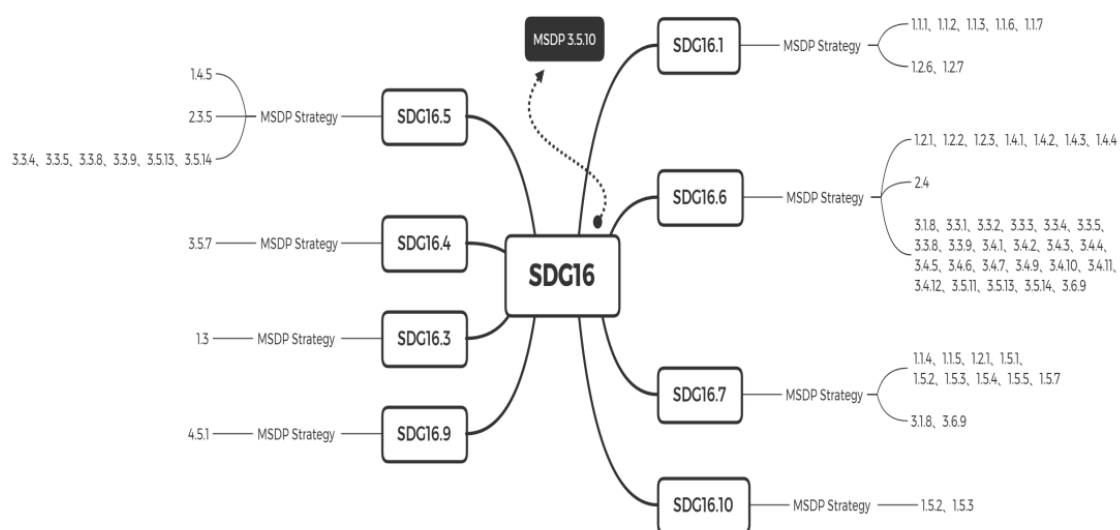 MSDP 3.5.10
SDG16
SDG16.1
MSDP Strategy
1.1.1、1.1.2、1.1.3、1.1.6、1.1.7
1.2.6、1.2.7
SDG16.6
MSDP Strategy
1.2.1、1.2.2、1.2.3、1.4.1、1.4.2、1.4.3、1.4.4
2.4
3.1.8、3.3.1、3.3.2、3.3.3、3.3.4、3.3.5、
3.3.8、3.3.9、3.4.1、3.4.2、3.4.3、3.4.4、
3.4.5、3.4.6、3.4.7、3.4.9、3.4.10、3.4.11、
3.4.12、3.5.11、3.5.13、3.5.14、3.6.9
SDG16.7
MSDP Strategy
1.1.4、1.1.5、1.2.1、1.5.1、
1.5.2、1.5.3、1.5.4、1.5.5、1.5.7
3.1.8、3.6.9
SDG16.10
MSDP Strategy
1.5.2、1.5.3
SDG16.5
MSDP Strategy
1.4.5
2.3.5
3.3.4、3.3.5、3.3.8、3.3.9、3.5.13、3.5.14
SDG16.4
MSDP Strategy
3.5.7
SDG16.3
MSDP Strategy
1.3
SDG16.9
MSDP Strategy
4.5.1